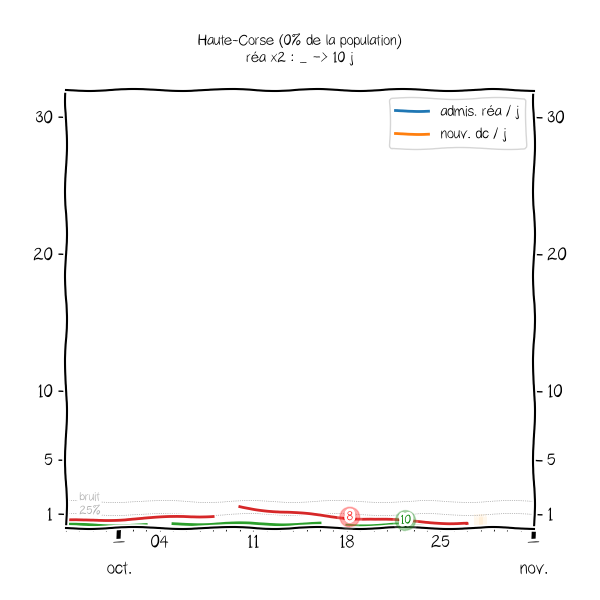 Haute-Corse (0% de la population)
réa x2 : _ -> 10 j
admis. réa / j
nouv. dc / j
30
30
20
20
10
10
5
5
bruit
25%
1
1
8
10
04
11
18
25
oct.
nov.